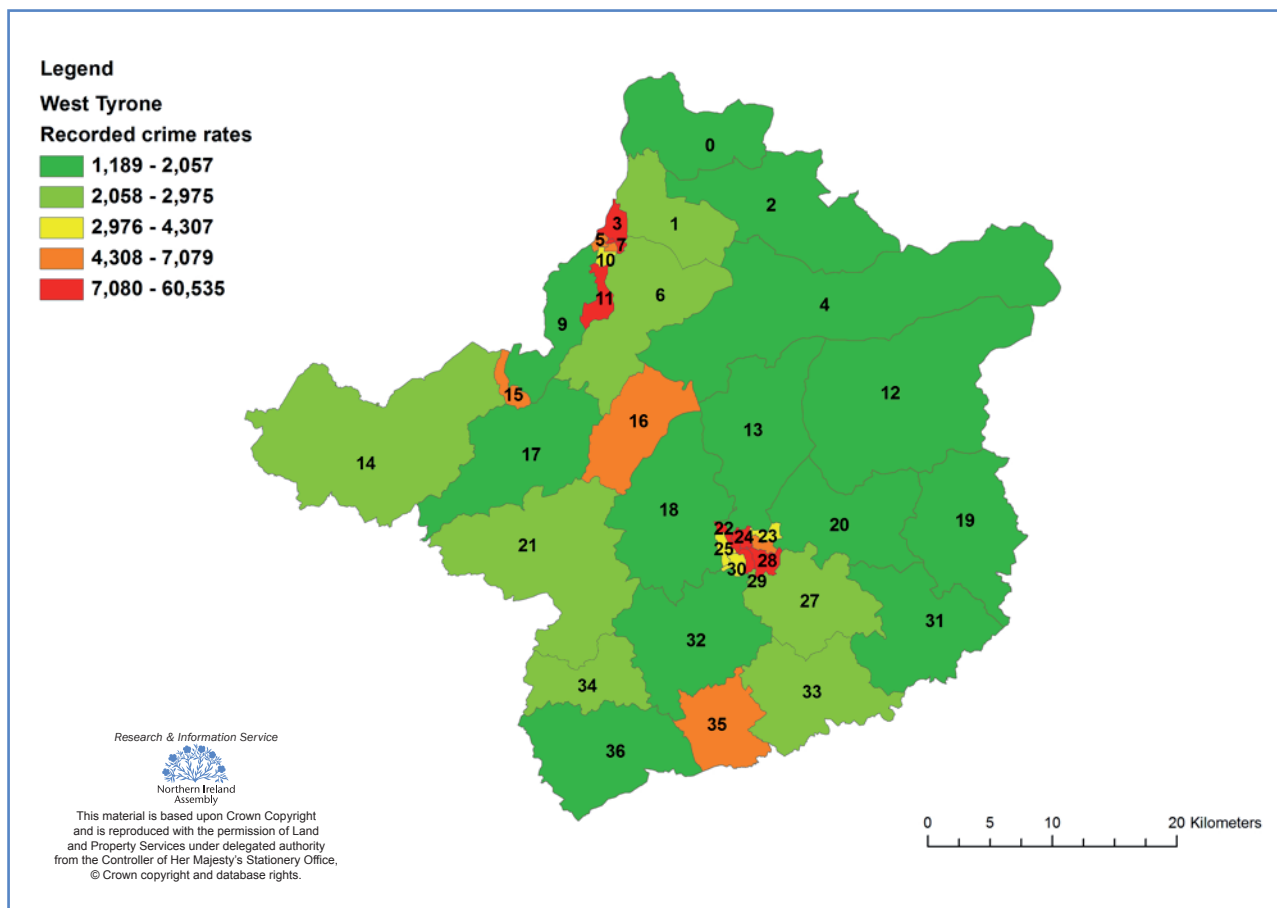 Legend
West Tyrone
Recorded crime rates
1,189 - 2,057
2,058 - 2,975
2,976 - 4,307
4,308 - 7,079
7,080 - 60,535
0
2
1
3
5
7
10
6
11
4
9
15
12
16
13
14
17
18
19
20
22
24
23
21
25
28
30
29
27
31
32
34
33
35
36
Research & Information Service
Northern Ireland
Assembly
This material is based upon Crown Copyright
and is reproduced with the permission of Land
and Property Services under delegated authority
from the Controller of Her Majesty's Stationery Office,
© Crown copyright and database rights.
0 5 10 20 Kilometers